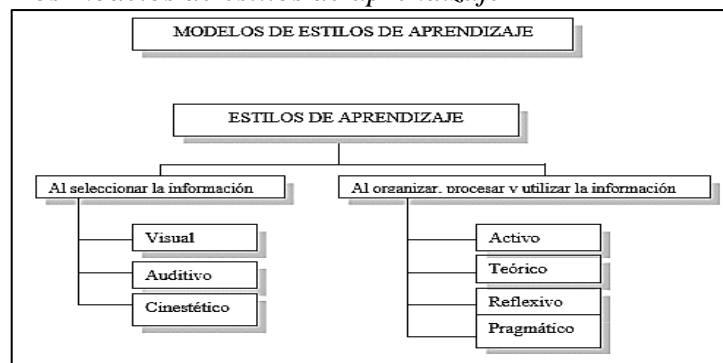 MODELOS DE ESTILOS DE APRENDIZAJE
ESTILOS DE APRENDIZAJE
Al seleccionar la información
Visual
Auditivo
Cinestético
Al organizar, procesar y utilizar la información
Activo
Teórico
Reflexivo
Pragmático